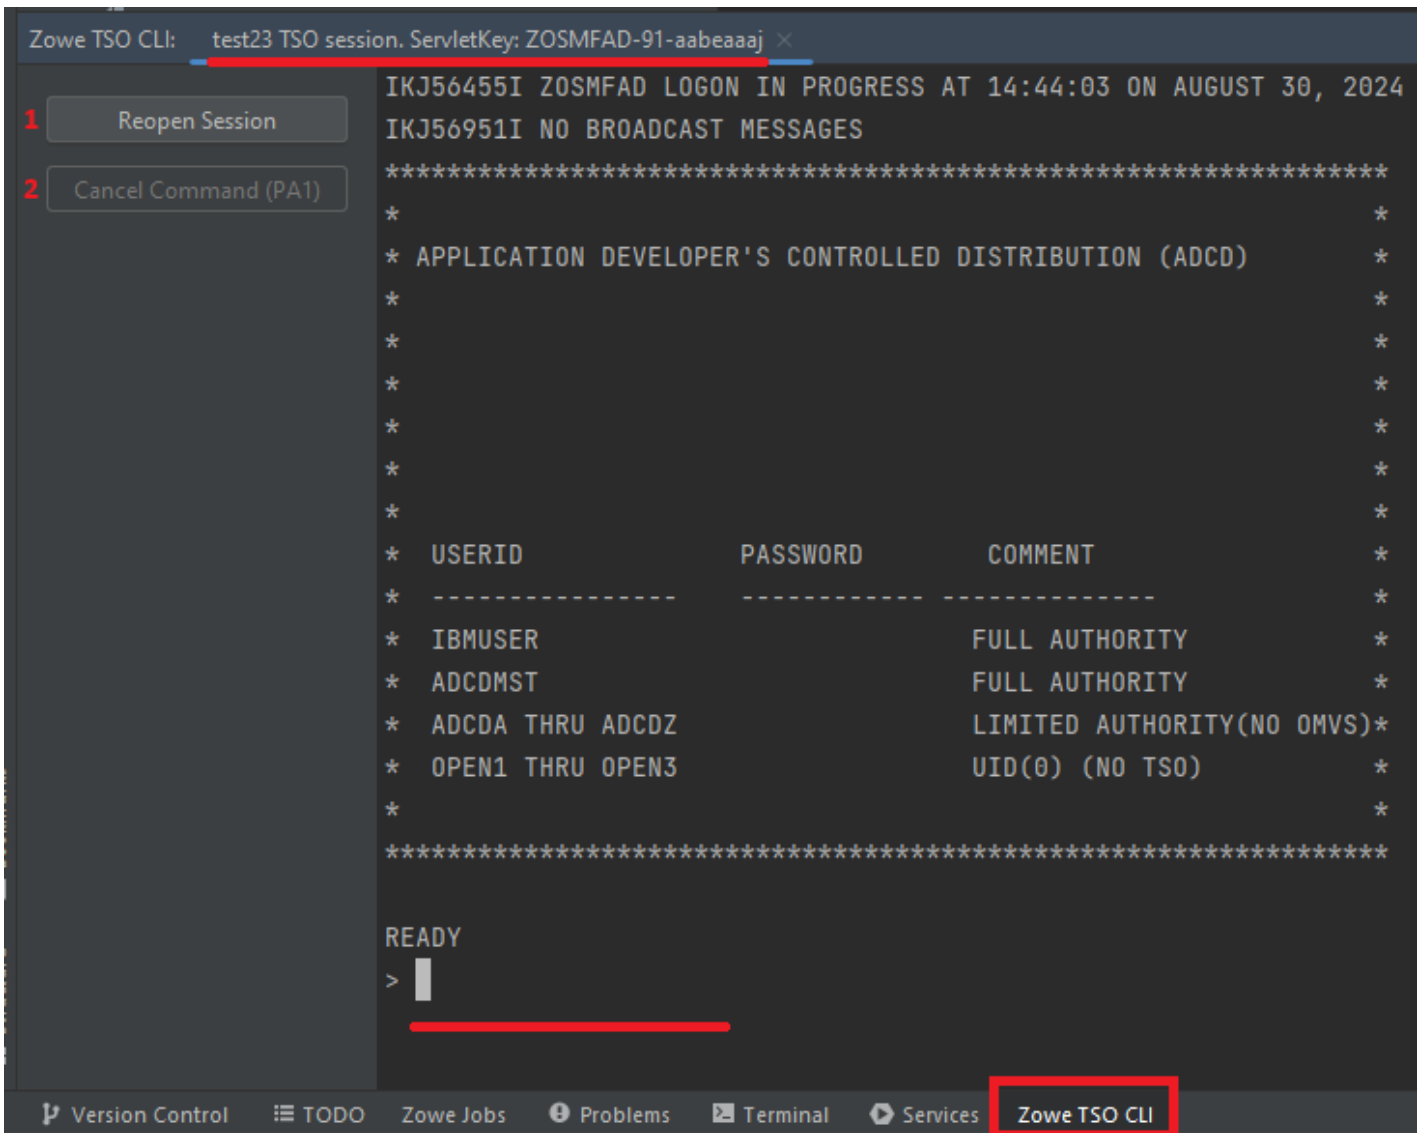 Zowe TSO CLI: test23 TSO session. ServletKey: ZOSMFAD-91-aabeaaaj ×
1 Reopen Session
2 Cancel Command (PA1)
IKJ56455I ZOSMFAD LOGON IN PROGRESS AT 14:44:03 ON AUGUST 30, 2024
IKJ56951I NO BROADCAST MESSAGES
*****************************************************************
* *
* APPLICATION DEVELOPER'S CONTROLLED DISTRIBUTION (ADCD) *
* *
* *
* *
* *
* *
* *
* USERID PASSWORD COMMENT *
* ---------------- ------------ -------------- *
* IBMUSER FULL AUTHORITY *
* ADCDMST FULL AUTHORITY *
* ADCDA THRU ADCDZ LIMITED AUTHORITY(NO OMVS)*
* OPEN1 THRU OPEN3 UID(0) (NO TSO) *
* *
*****************************************************************
READY
>
Version Control TODO Zowe Jobs Problems Terminal Services Zowe TSO CLI